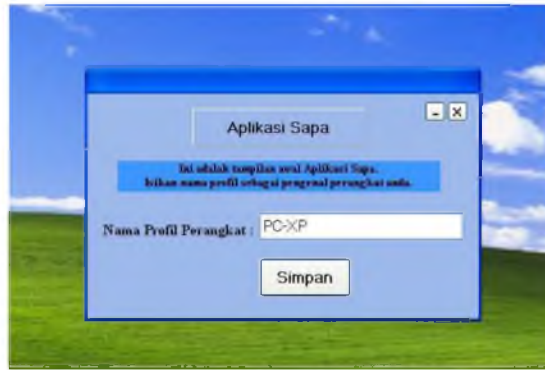 Aplikasi Sapa
Ini adalah tampilan awal Aplikasi Sapa.
Isikan nama profil sebagai pengenal perangkat anda.
Nama Profil Perangkat :
PC-XP
Simpan